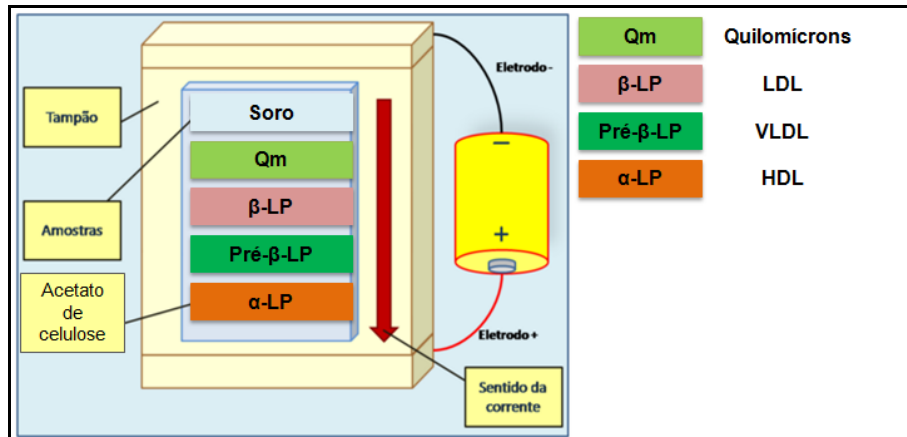 Tampão
Amostras
Acetato
de
celulose
Soro
Qm
β-LP
Pré-β-LP
α-LP
Eletrodo-
−
+
Eletrodo+
Sentido da
corrente
Qm Quilomícrons
β-LP LDL
Pré-β-LP VLDL
α-LP HDL